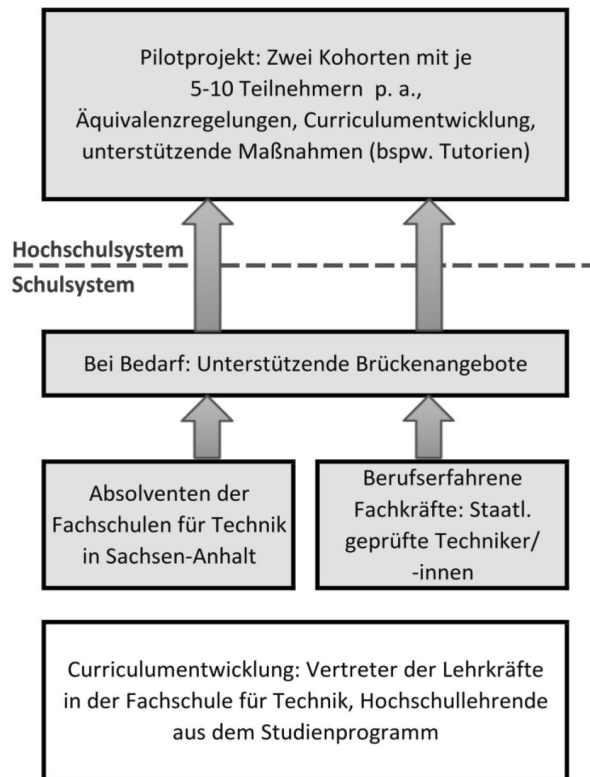 Pilotprojekt: Zwei Kohorten mit je
5-10 Teilnehmern p. a.,
Äquivalenzregelungen, Curriculumentwicklung,
unterstützende Maßnahmen (bspw. Tutorien)
Hochschulsystem
Schulsystem
Bei Bedarf: Unterstützende Brückenangebote
Absolventen der
Fachschulen für Technik
in Sachsen-Anhalt
Berufserfahrene
Fachkräfte: Staatl.
geprüfte Techniker/
-innen
Curriculumentwicklung: Vertreter der Lehrkräfte
in der Fachschule für Technik, Hochschullehrende
aus dem Studienprogramm